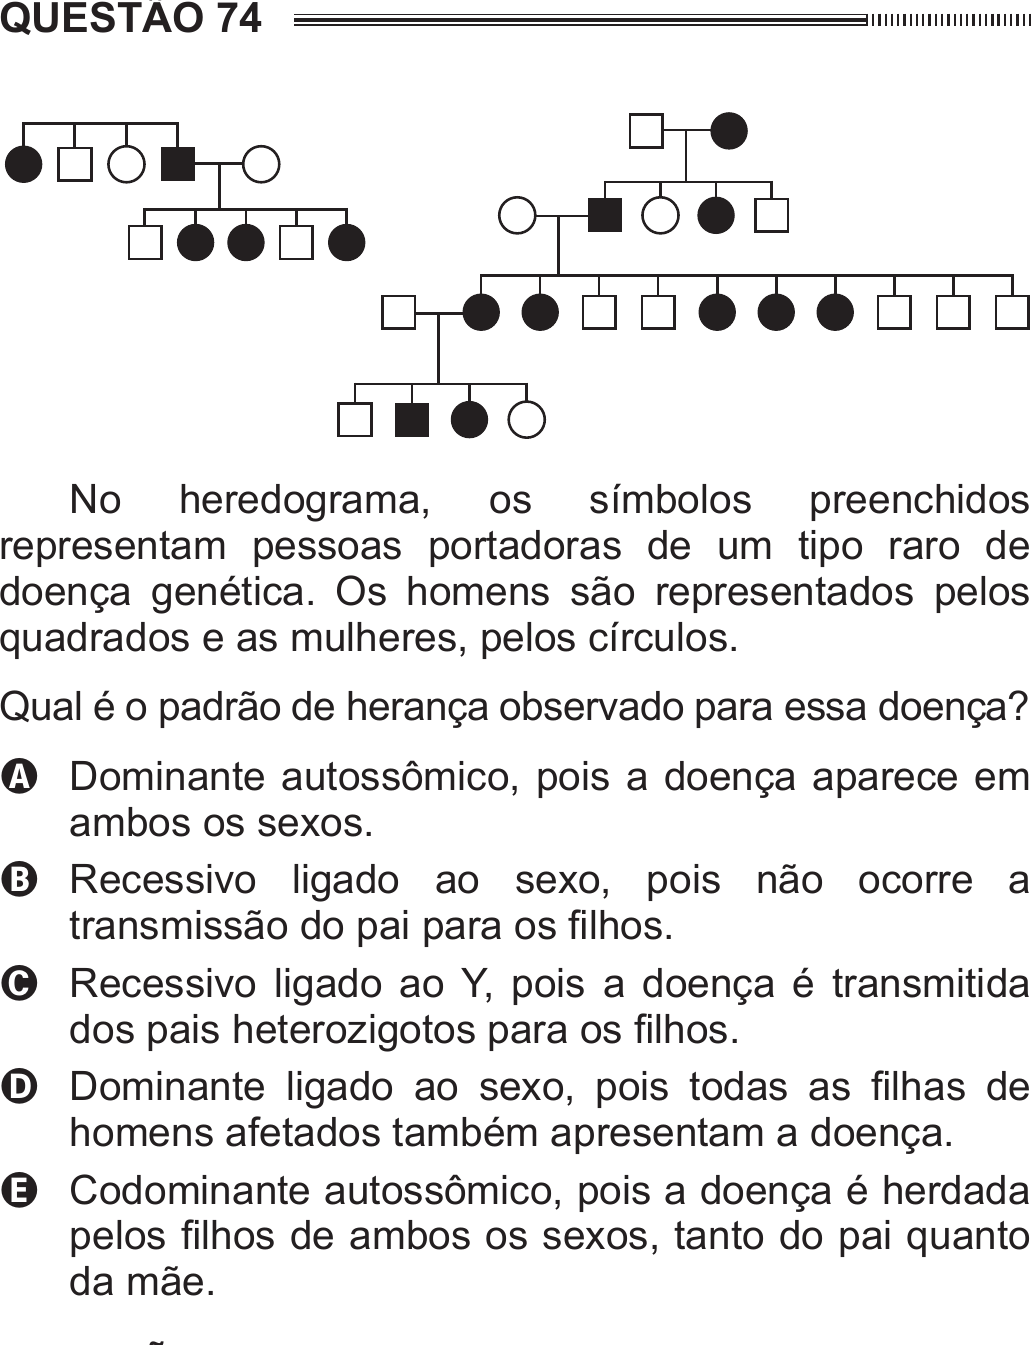 QUESTÃO 74
No heredograma, os símbolos preenchidos
representam pessoas portadoras de um tipo raro de
doença genética. Os homens são representados pelos
quadrados e as mulheres, pelos círculos.
Qual é o padrão de herança observado para essa doença?
A Dominante autossômico, pois a doença aparece em
ambos os sexos.
B Recessivo ligado ao sexo, pois não ocorre a
transmissão do pai para os filhos.
C Recessivo ligado ao Y, pois a doença é transmitida
dos pais heterozigotos para os filhos.
D Dominante ligado ao sexo, pois todas as filhas de
homens afetados também apresentam a doença.
E Codominante autossômico, pois a doença é herdada
pelos filhos de ambos os sexos, tanto do pai quanto
da mãe.